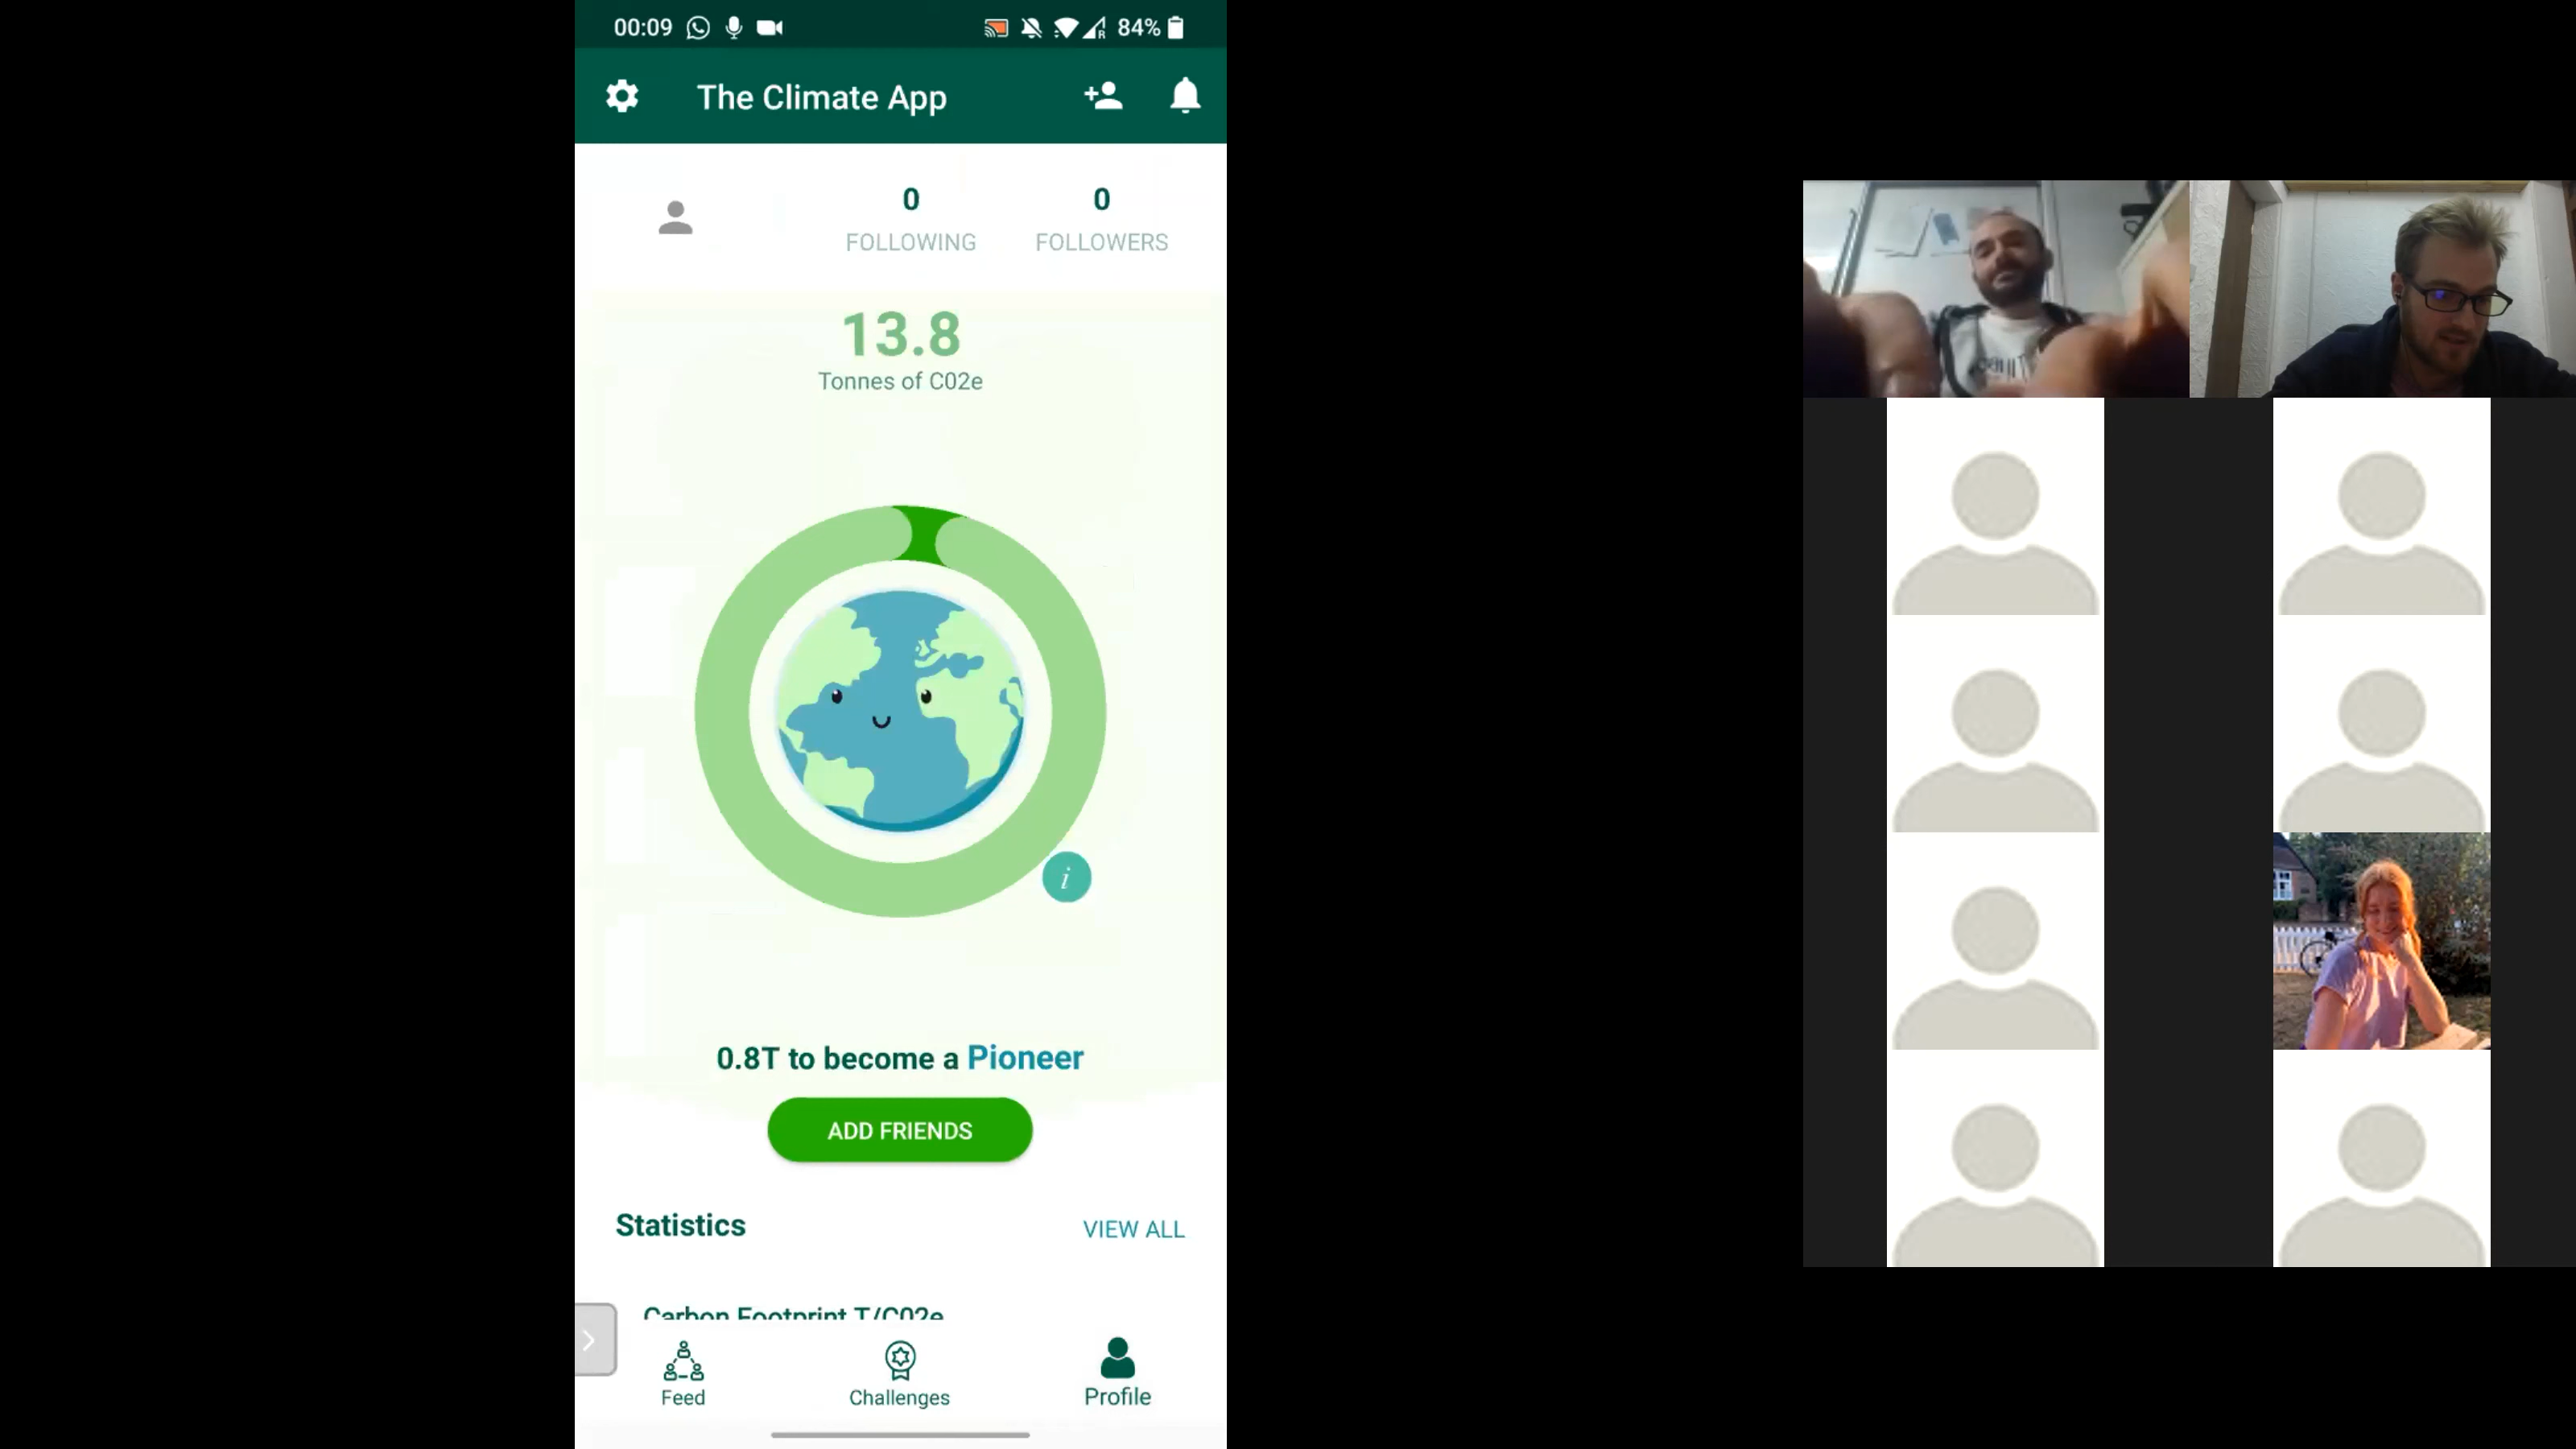 00:09
84%
The Climate App
0 0
FOLLOWING FOLLOWERS
13.8
Tonnes of C02e
i
0.8T to become a Pioneer
ADD FRIENDS
Statistics VIEW ALL
Carbon Footprint T/C02e
Feed Challenges Profile